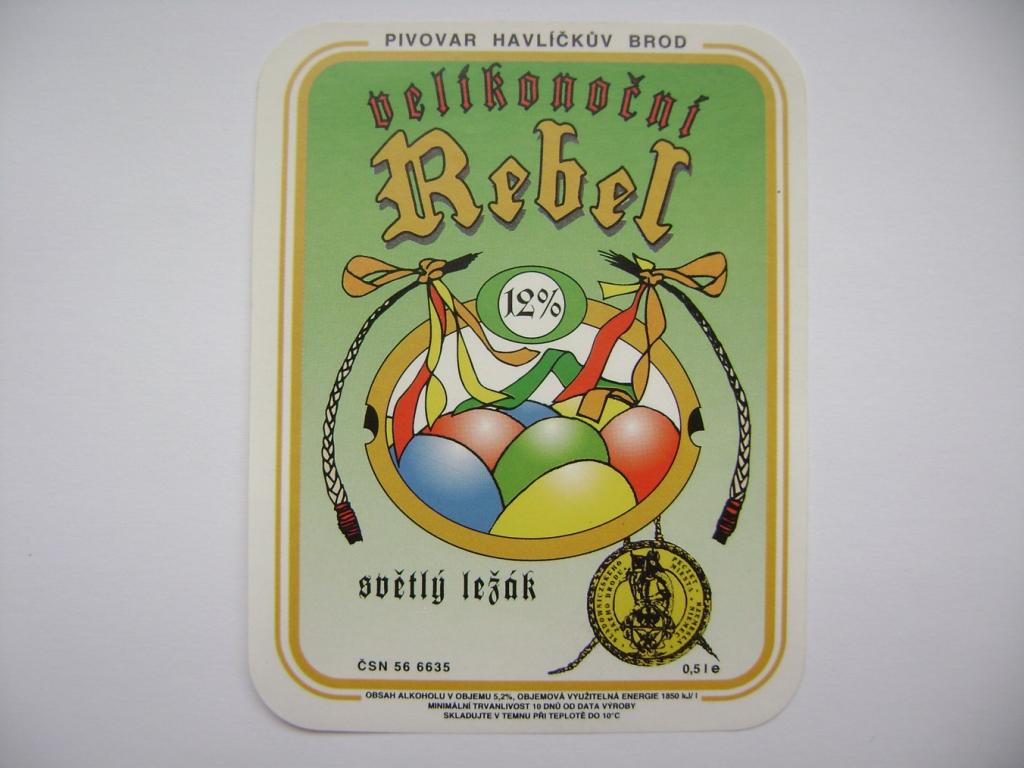 PIVOVAR HAVLÍČKŮV BROD
velikonoční
Rebel
12%
světlý ležák
ČSN 56 6635
0,5 l e
OBSAH ALKOHOLU V OBJEMU 5,2%, OBJEMOVÁ VYUŽITELNÁ ENERGIE 1850 kJ/ l
MINIMÁLNÍ TRVANLIVOST 10 DNŮ OD DATA VÝROBY
SKLADUJTE V TEMNU PŘI TEPLOTĚ DO 10°C